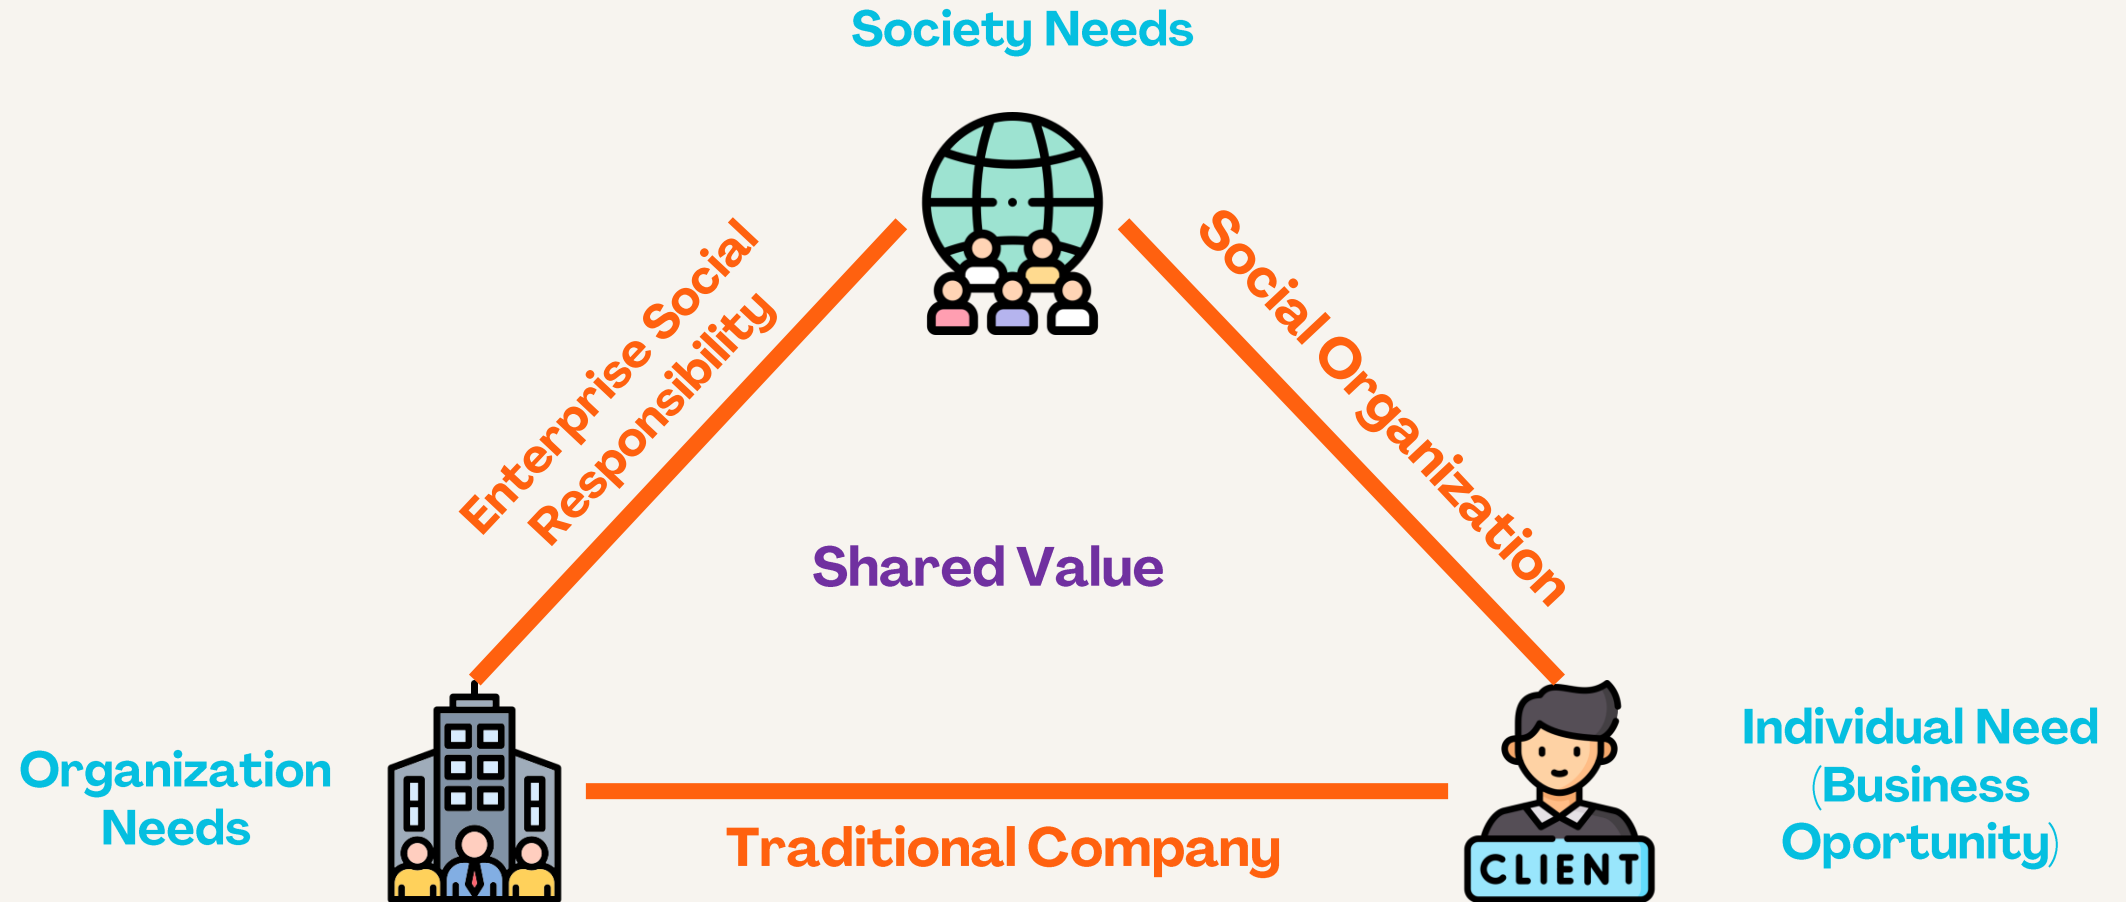 Society Needs
Enterprise Social
Responsibility
Social Organization
Shared Value
Organization
Needs
Individual Need
(Business
Oportunity)
Traditional Company
CLIENT